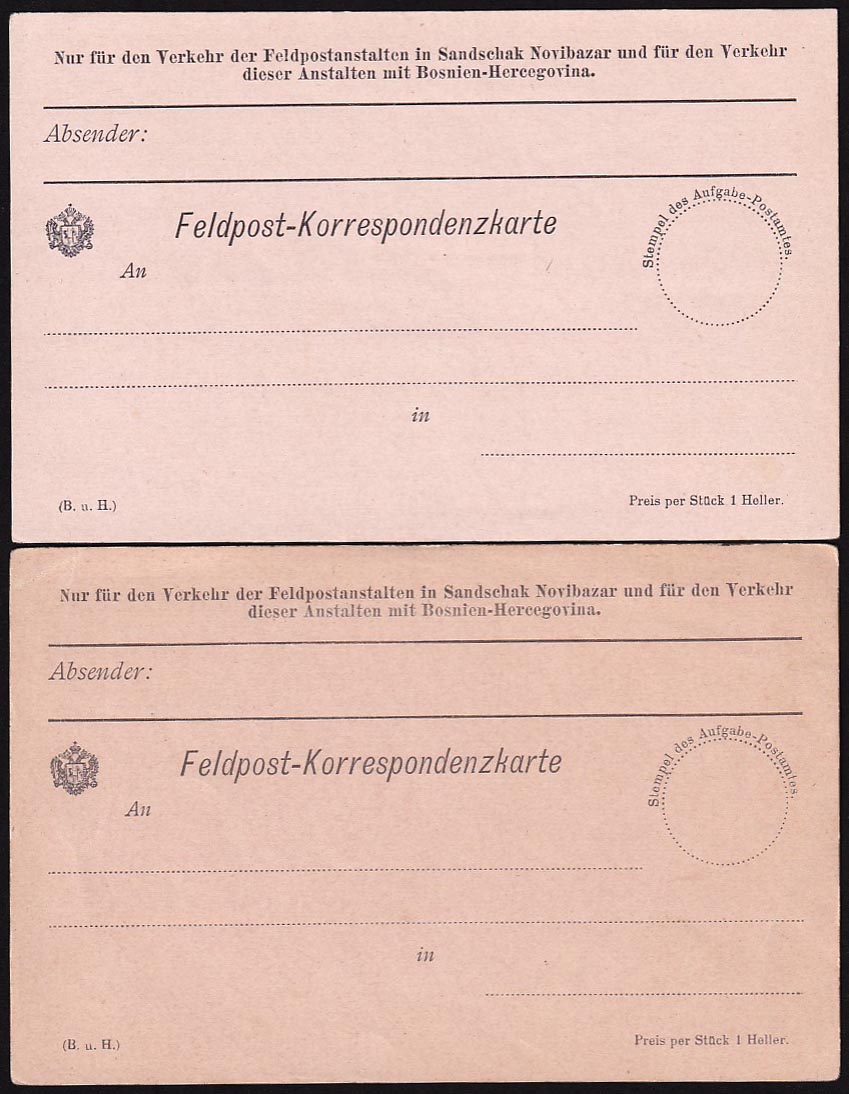 Nur für den Verkehr der Feldpostanstalten in Sandschak Novibazar und für den Verkehr
dieser Anstalten mit Bosnien-Hercegovina.
Absender:
Feldpost-Korrespondenzkarte
Stempel des Aufgabe-Postamtes.
An
in
(B. u. H.)
Preis per Stück 1 Heller.
Nur für den Verkehr der Feldpostanstalten in Sandschak Novibazar und für den Verkehr
dieser Anstalten mit Bosnien-Hercegovina.
Absender:
Feldpost-Korrespondenzkarte
Stempel des Aufgabe-Postamtes.
An
in
(B. u. H.)
Preis per Stück 1 Heller.